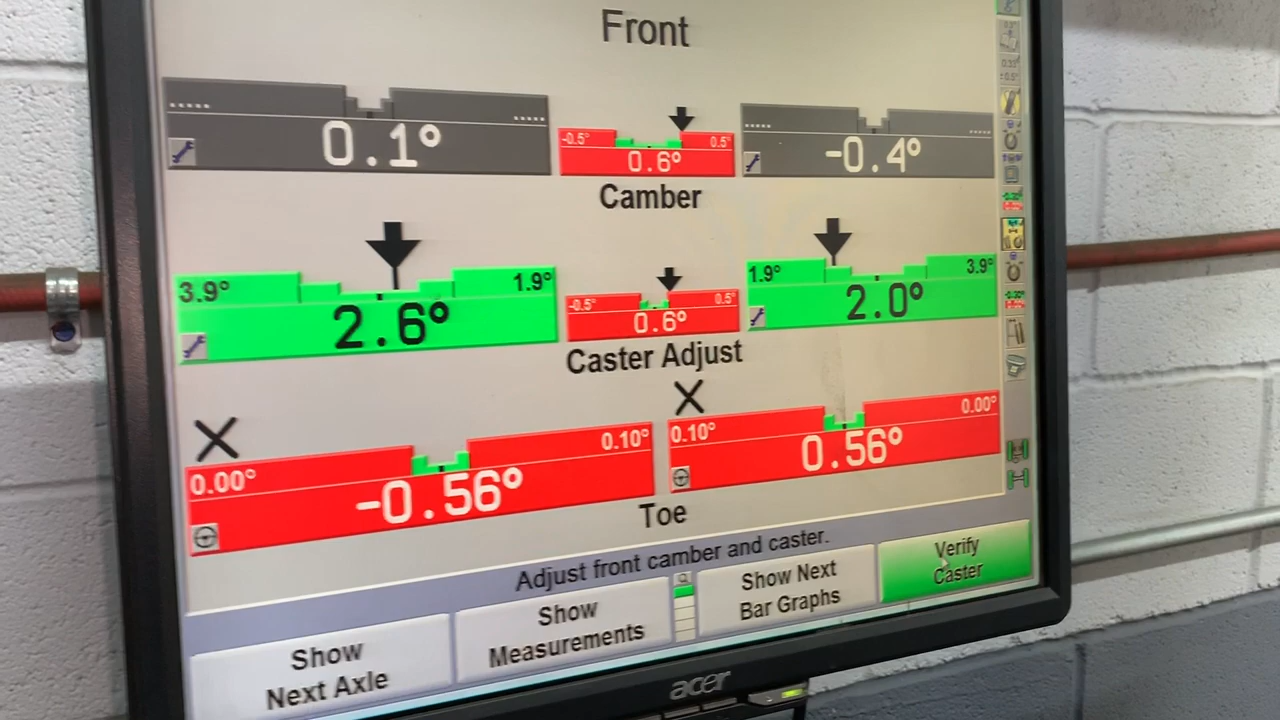 Front
0.1°
-0.5° 0.5°
0.6°
-0.4°
Camber
3.9° 1.9°
2.6°
-0.5° 0.5°
0.6°
1.9° 3.9°
2.0°
Caster Adjust
0.00° 0.10°
-0.56°
0.10° 0.00°
0.56°
Toe
Adjust front camber and caster.
Show
Next Axle
Show
Measurements
Show Next
Bar Graphs
Verify
Caster
acer